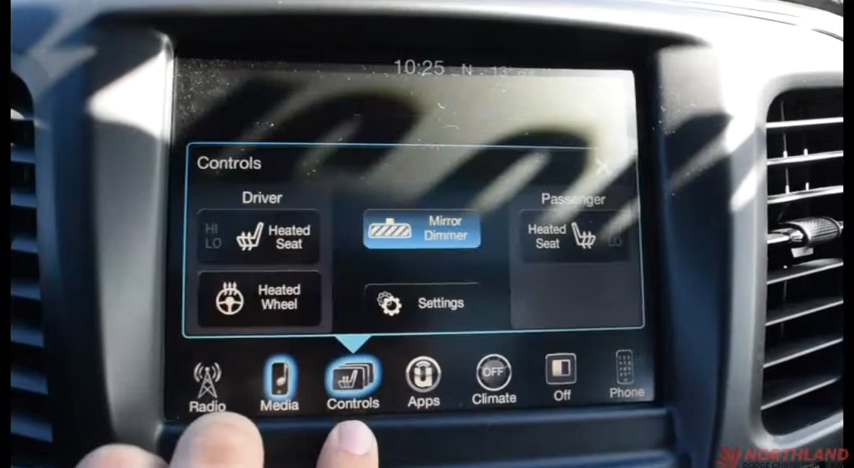 10:25 N 13
Controls
Driver
Passenger
HI
LO
Heated
Seat
Mirror
Dimmer
Heated
Seat
LO
Heated
Wheel
Settings
Radio
Media
Controls
Apps
OFF
Climate
Off
Phone
NORTHLAND